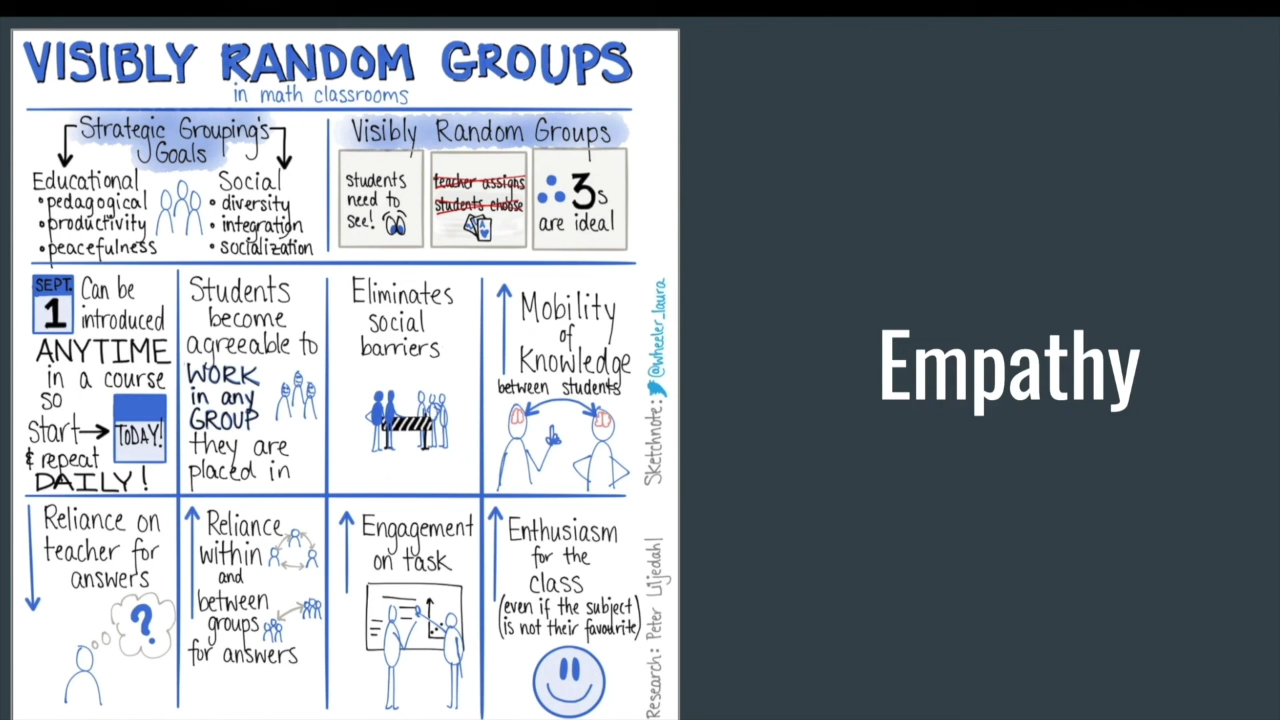 VISIBLY RANDOM GROUPS
in math classrooms
Strategic Grouping's
Goals
Educational
• pedagogical
• productivity
• peacefulness
Social
• diversity
• integration
• socialization
Visibly Random Groups
students
need to
see!
teacher assigns
students choose
A
3s
are ideal
SEPT.
1
Can be
introduced
ANYTIME
in a course
so
start
TODAY!
& repeat
DAILY!
Students
become
agreeable to
WORK
in any
GROUP
they are
placed in
Eliminates
social
barriers
Mobility
of
Knowledge
between students
Reliance on
teacher for
answers
?
Reliance
within
and
between
groups
for answers
Engagement
on task
Enthusiasm
for the
class
(even if the subject
is not their favourite)
Sketchnote: @wheeler_laura
Research: Peter Liljedahl
Empathy